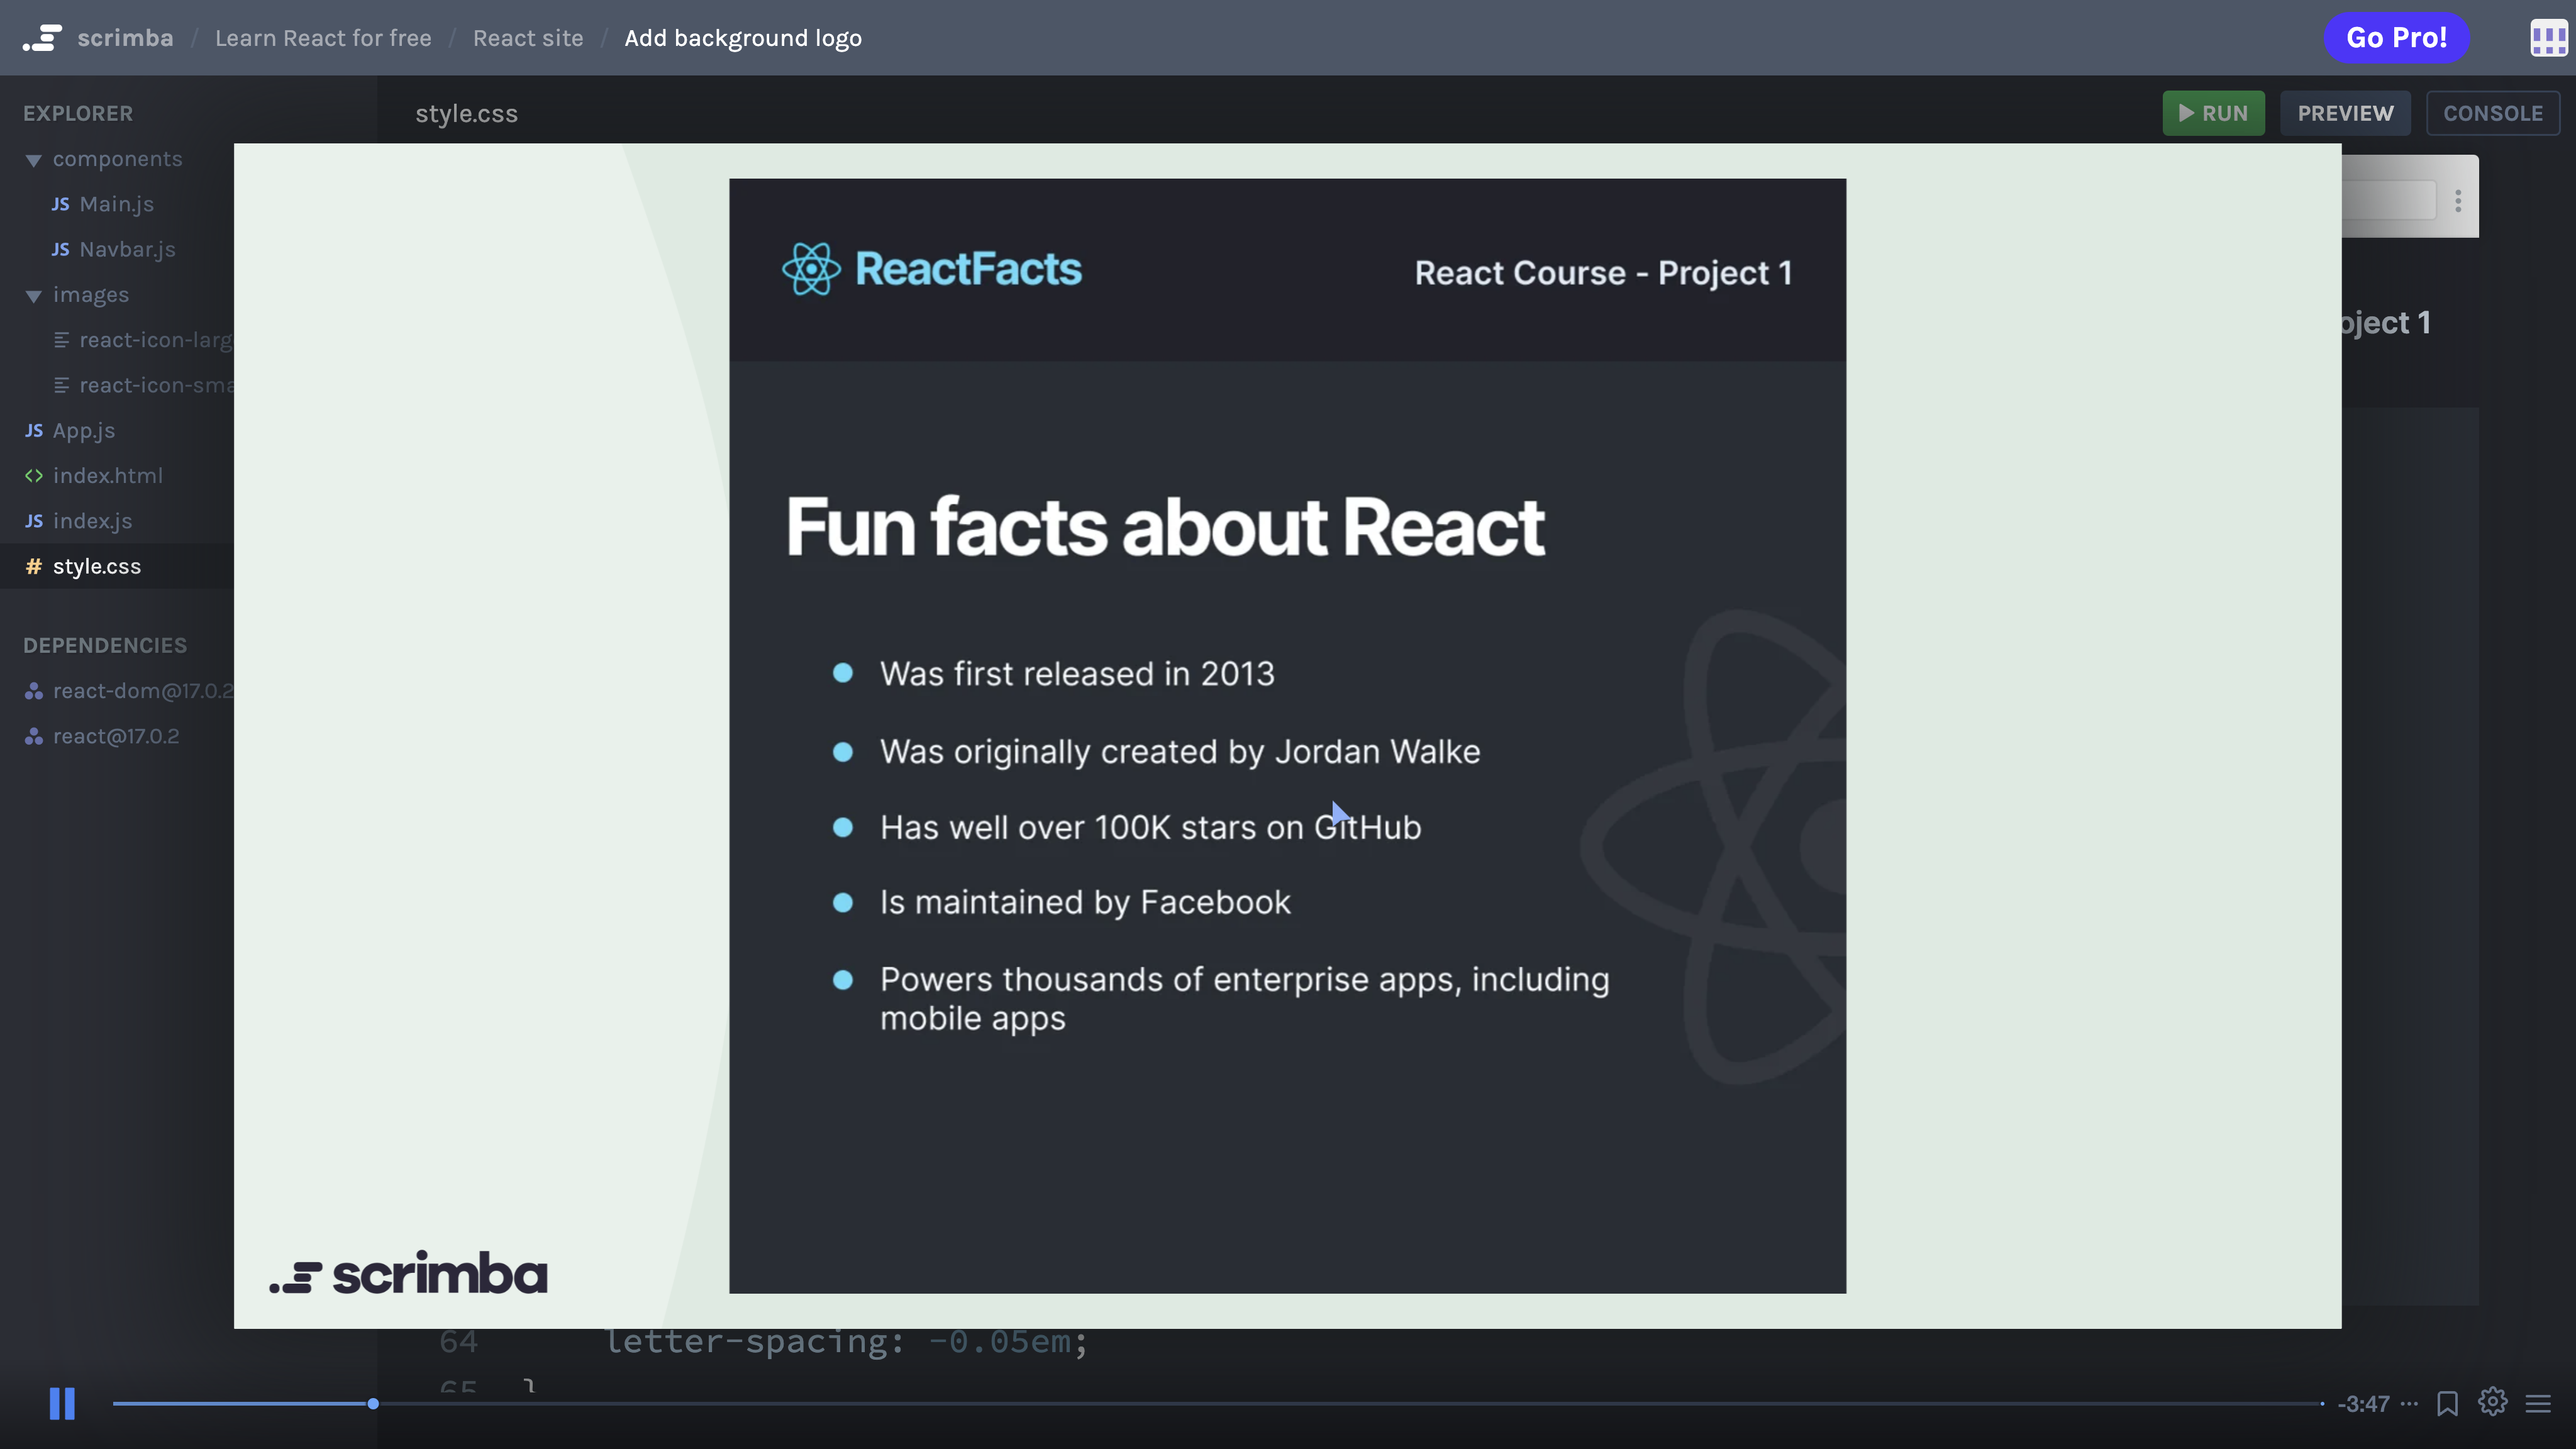 scrimba / Learn React for free / React site / Add background logo
Go Pro!
EXPLORER
components
JS Main.js
JS Navbar.js
images
react-icon-larg
react-icon-sma
JS App.js
<> index.html
JS index.js
# style.css
DEPENDENCIES
react-dom@17.0.2
react@17.0.2
style.css
RUN
PREVIEW
CONSOLE
oject 1
ReactFacts
React Course - Project 1
Fun facts about React
Was first released in 2013
Was originally created by Jordan Walke
Has well over 100K stars on GitHub
Is maintained by Facebook
Powers thousands of enterprise apps, including
mobile apps
scrimba
64 letter-spacing: -0.05em;
65 }
-3:47